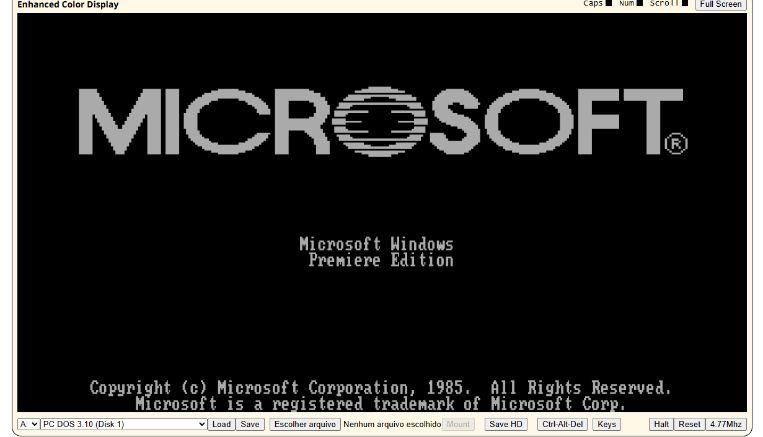 Enhanced Color Display
Caps Num Scroll Full Screen
MICROSOFT®
Microsoft Windows
Premiere Edition
Copyright (c) Microsoft Corporation, 1985. All Rights Reserved.
Microsoft is a registered trademark of Microsoft Corp.
A: PC DOS 3.10 (Disk 1) Load Save Escolher arquivo Nenhum arquivo escolhido Mount Save HD Ctrl-Alt-Del Keys Halt Reset 4.77Mhz